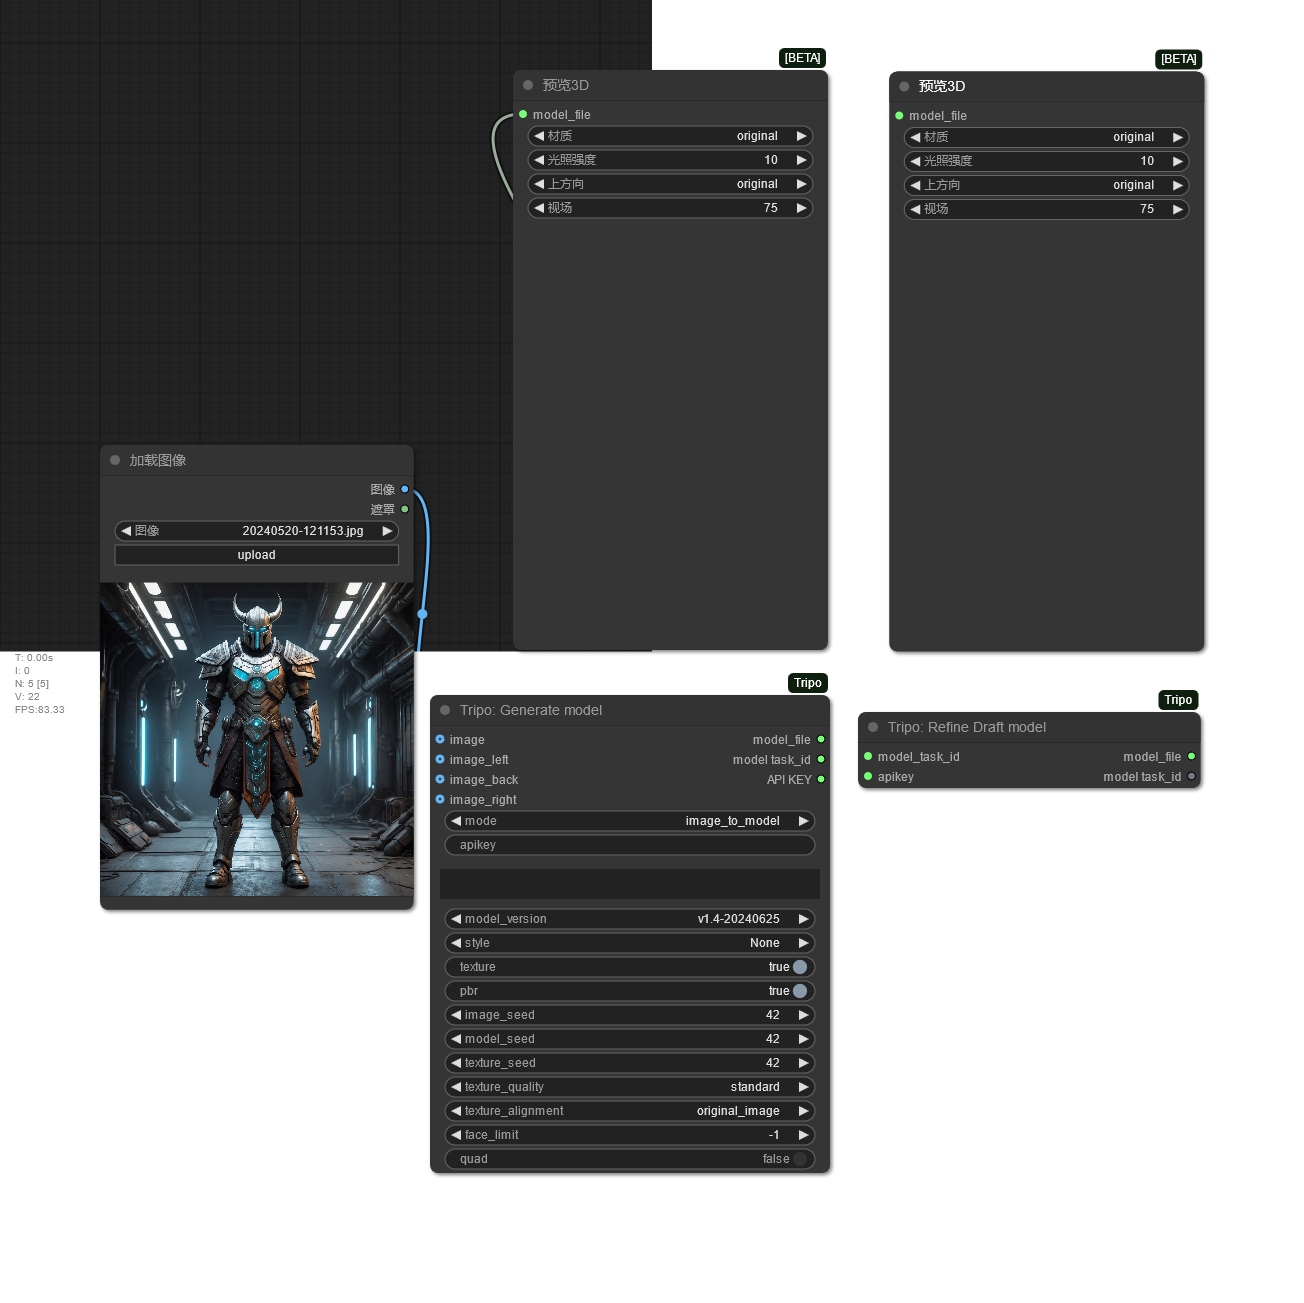 [BETA]
预览3D
model_file
材质 original
光照强度 10
上方向 original
视场 75
[BETA]
预览3D
model_file
材质 original
光照强度 10
上方向 original
视场 75
加载图像
图像
遮罩
图像 20240520-121153.jpg
upload
T: 0.00s
I: 0
N: 5 [5]
V: 22
FPS:83.33
Tripo
Tripo: Generate model
image model_file
image_left model task_id
image_back API KEY
image_right
mode image_to_model
apikey
model_version v1.4-20240625
style None
texture true
pbr true
image_seed 42
model_seed 42
texture_seed 42
texture_quality standard
texture_alignment original_image
face_limit -1
quad false
Tripo
Tripo: Refine Draft model
model_task_id model_file
apikey model task_id